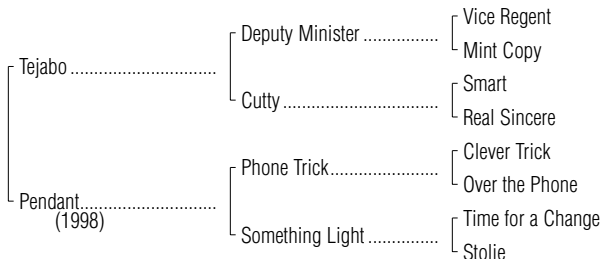 Vice Regent
Deputy Minister ..................
Mint Copy
Tejabo ...................................
Smart
Cutty .....................................
Real Sincere
Clever Trick
Phone Trick..........................
Over the Phone
Pendant.................................
(1998)
Time for a Change
Something Light .................
Stolie